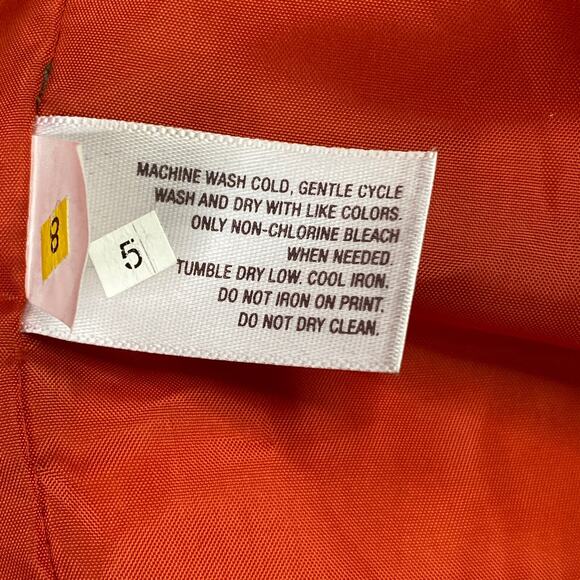 MACHINE WASH COLD, GENTLE CYCLE
WASH AND DRY WITH LIKE COLORS.
ONLY NON-CHLORINE BLEACH
WHEN NEEDED.
TUMBLE DRY LOW. COOL IRON.
DO NOT IRON ON PRINT.
DO NOT DRY CLEAN.
8
5